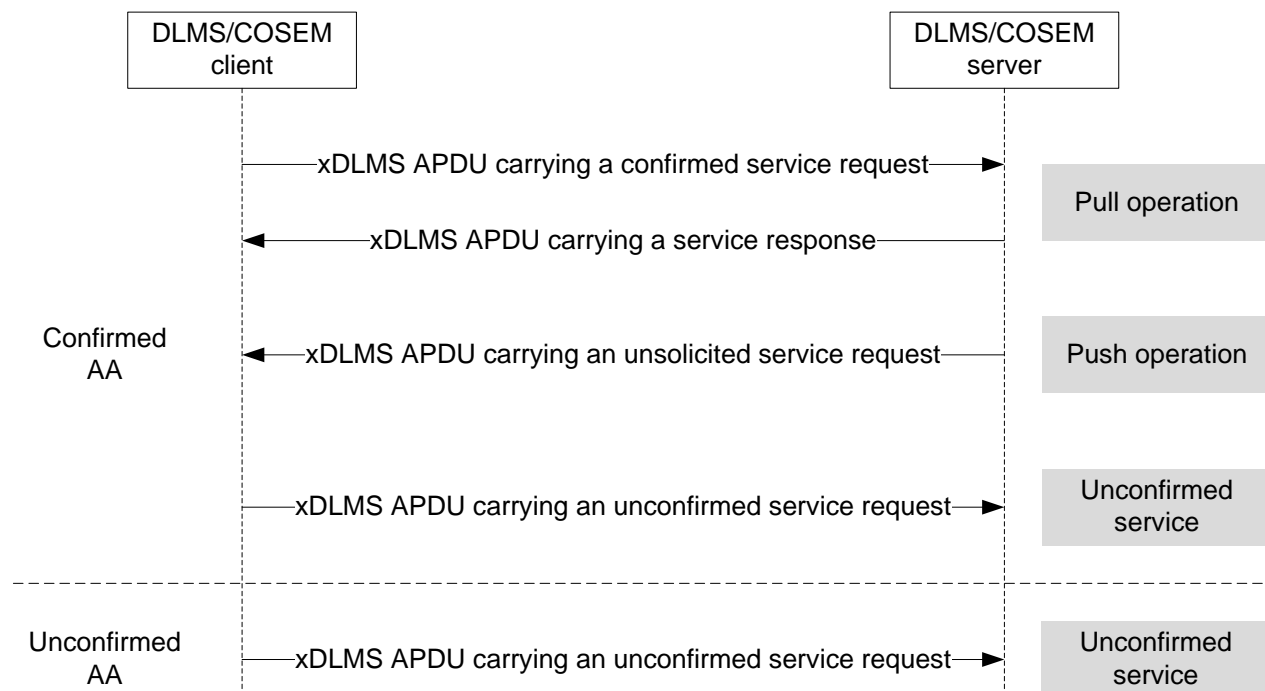 DLMS/COSEM
client
DLMS/COSEM
server
xDLMS APDU carrying a confirmed service request
Pull operation
xDLMS APDU carrying a service response
Confirmed
AA
xDLMS APDU carrying an unsolicited service request
Push operation
xDLMS APDU carrying an unconfirmed service request
Unconfirmed
service
Unconfirmed
AA
xDLMS APDU carrying an unconfirmed service request
Unconfirmed
service